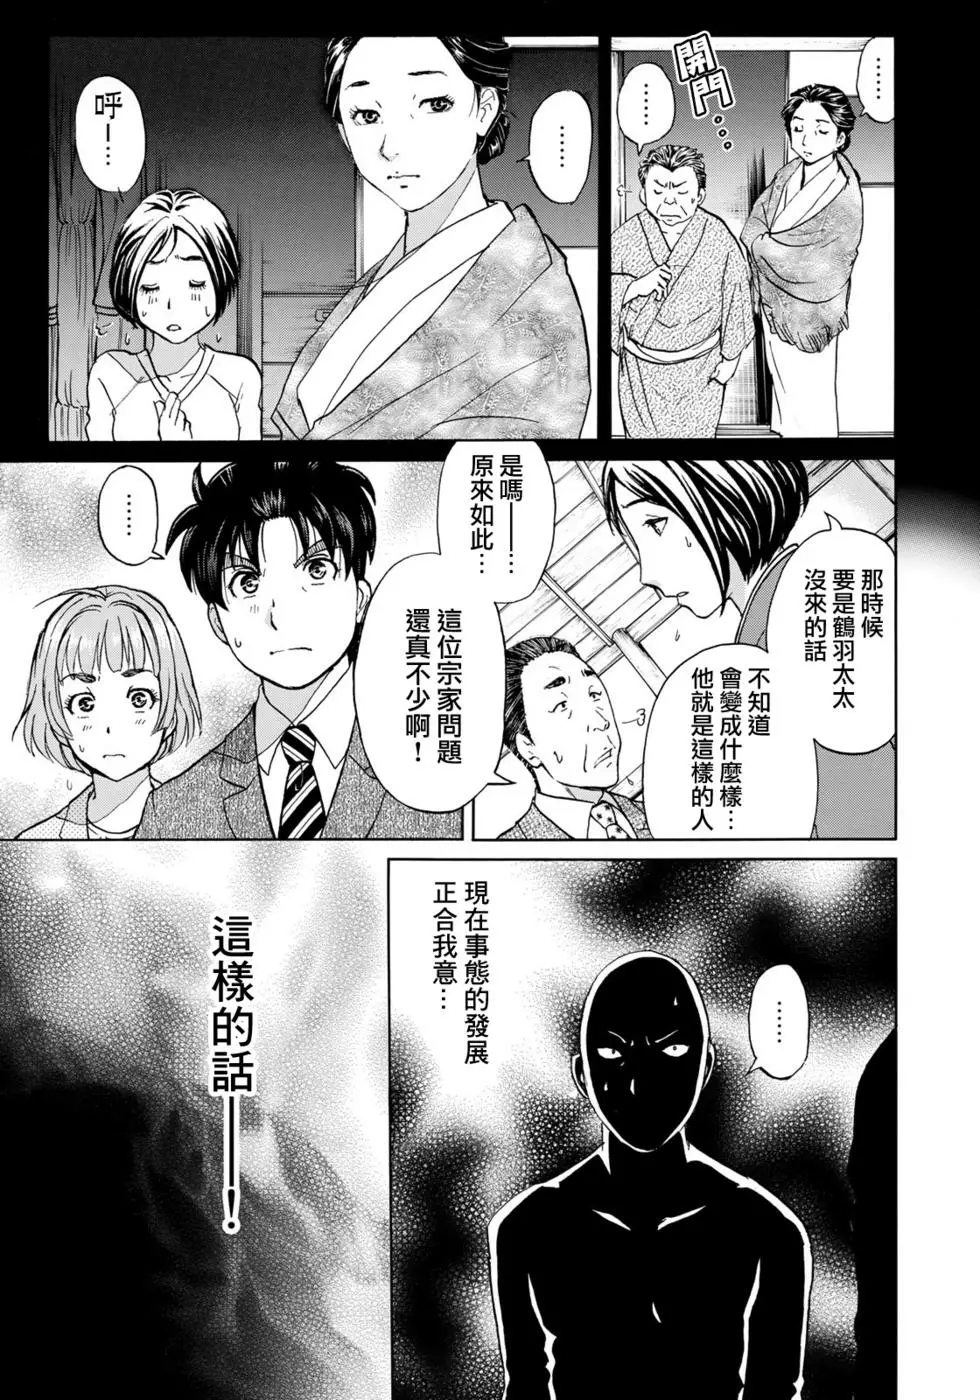 ……
開門…
……
……
呼—…
那時候
要是鶴羽太太
沒來的話
不知道
會變成什麼樣…
他就是這樣的人
是嗎——…
原來如此…
這位宗家問題
還真不少啊！
……
……
現在事態的發展
正合我意…
這樣的話——！